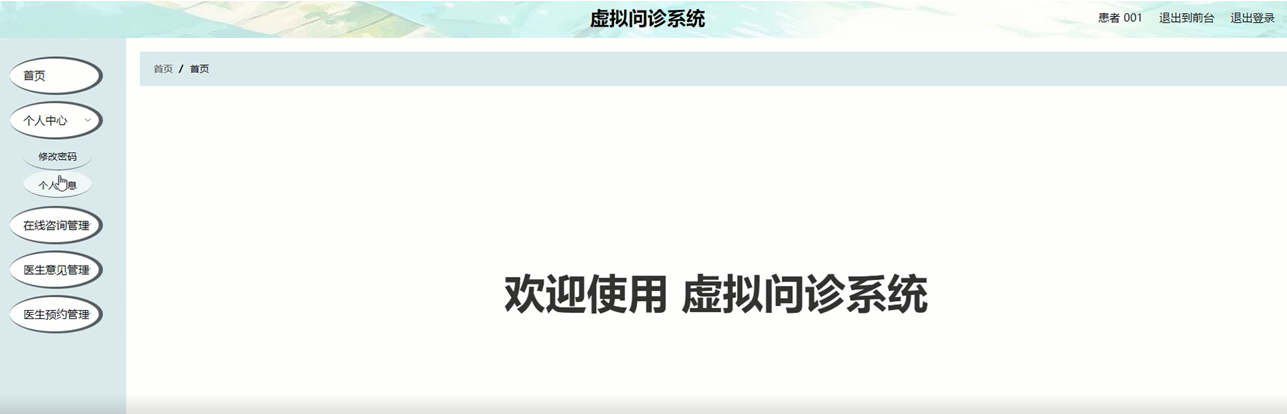 虚拟问诊系统
患者 001 退出到前台 退出登录
首页
首页 / 首页
个人中心
修改密码
个人 息
在线咨询管理
医生意见管理
医生预约管理
欢迎使用 虚拟问诊系统